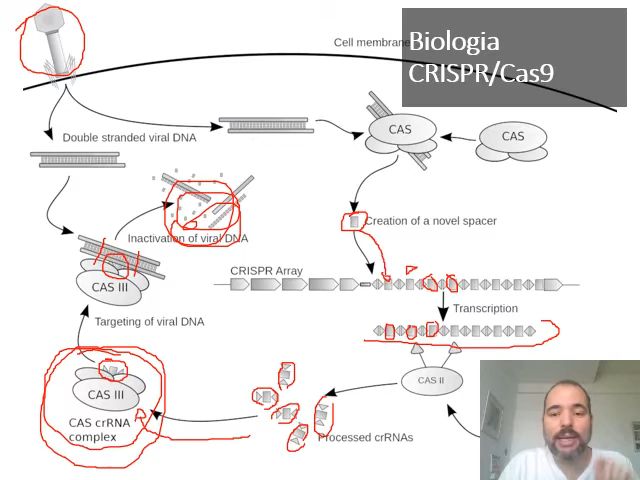 Biologia
CRISPR/Cas9
Cell membrane
Double stranded viral DNA
CAS
CAS
Inactivation of viral DNA
Creation of a novel spacer
CRISPR Array
CAS III
Transcription
Targeting of viral DNA
CAS II
CAS III
CAS crRNA
complex
Processed crRNAs